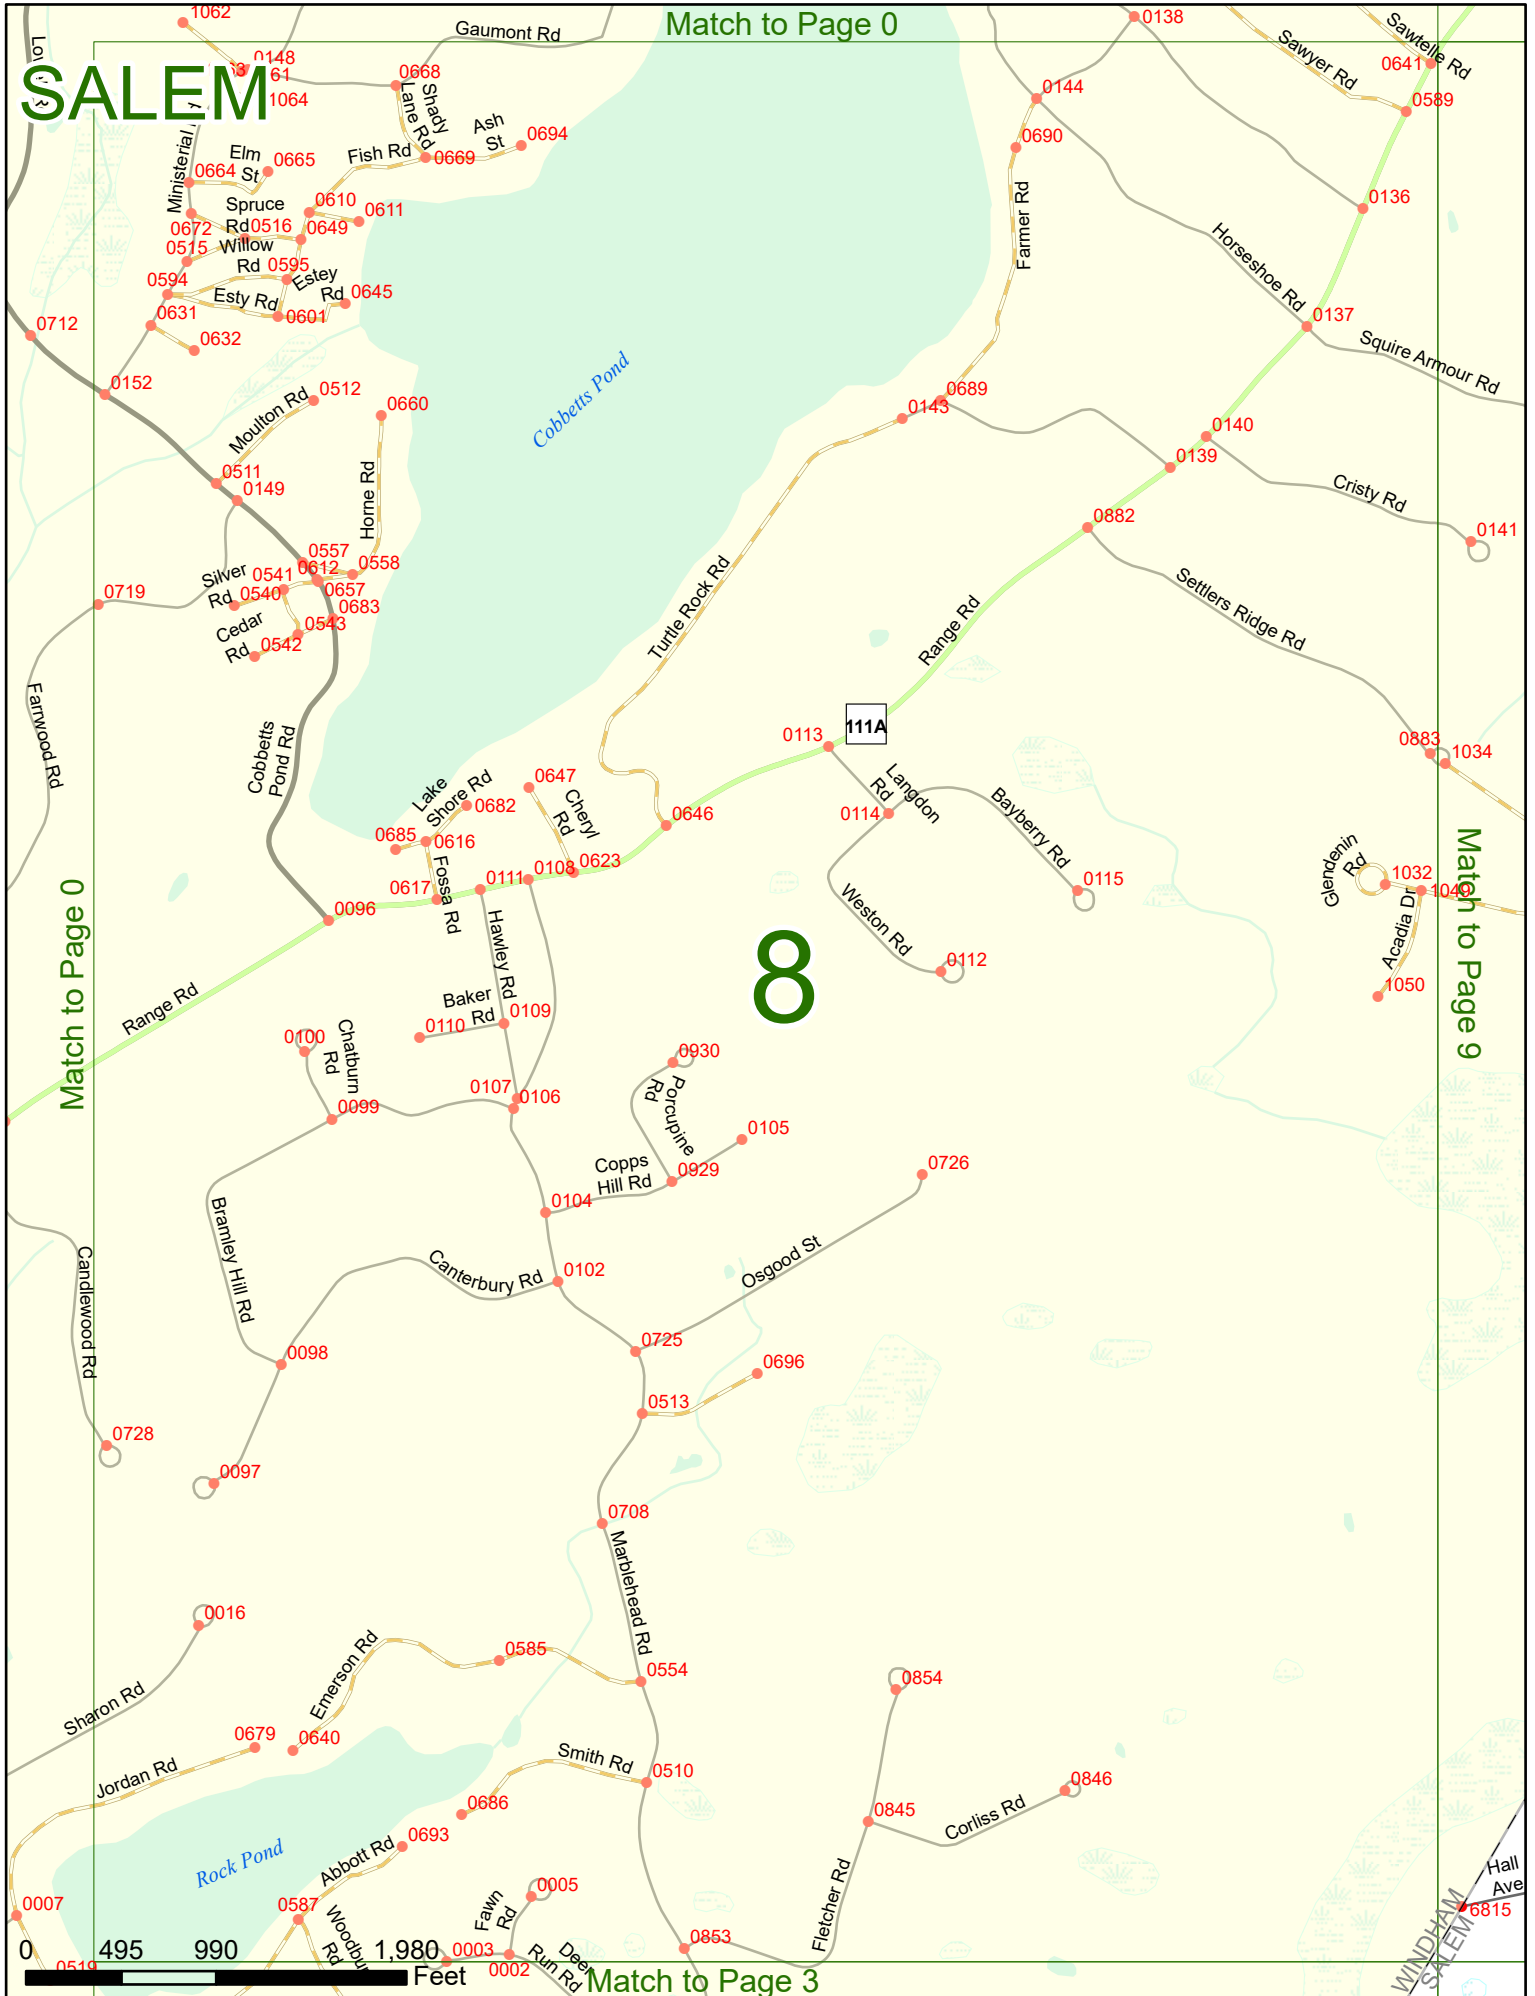 Match to Page 0
SALEM
1062
Gaumont Rd
0138
Sawtelle Rd
Sawyer Rd
0641
0148
0668
1064
0144
0589
Shady
Lane Rd
Ash
St
0694
0690
Fish Rd
0669
Elm
St
0665
0664
Ministerial
0136
Spruce
Rd
0610
0611
0672
0516
0649
0515
Willow
Rd
Farmer Rd
Horseshoe Rd
0594
0595
Estey
Rd
0645
Esty Rd
0601
0631
0137
0712
0632
Squire Armour Rd
0152
Cobbetts Pond
Moulton Rd
0512
0660
0689
0143
0140
0511
0149
Horne Rd
0139
Cristy Rd
0882
0141
0557
0558
0612
0541
0657
Silver
Rd
0540
0719
0683
Cedar
Rd
0543
0542
Turtle Rock Rd
Range Rd
Settlers Ridge Rd
Farrwood Rd
Cobbetts
Pond Rd
111A
0113
0883
1034
Lake
Shore Rd
0647
0682
Cheryl
Rd
0646
Langdon
Rd
0114
Bayberry Rd
0685
0616
0623
0108
0111
0617
Fossa Rd
0115
Glendenin
Rd
1032
1049
Match to Page 9
Acadia Dr
0096
Hawley Rd
Weston Rd
8
0112
1050
Match to Page 0
Range Rd
Baker
Rd
0109
0110
0100
Chatburn
Rd
0930
Porcupine
Rd
0107
0106
0099
0105
Copps
Hill Rd
0929
0726
0104
Bramley Hill Rd
Candlewood Rd
Canterbury Rd
0102
Osgood St
0725
0098
0696
0513
0728
0097
0708
Marblehead Rd
0016
Emerson Rd
0585
0554
0854
Sharon Rd
0679
0640
Jordan Rd
Smith Rd
0510
0846
0686
0845
Corliss Rd
0693
Rock Pond
Abbott Rd
Fletcher Rd
Hall
Ave
0007
0587
0005
Fawn
Rd
6815
WINDHAM
SALEM
Rd
0853
0003
0002
Deer
Run Rd
0519
0 495 990 1,980
Feet
Match to Page 3